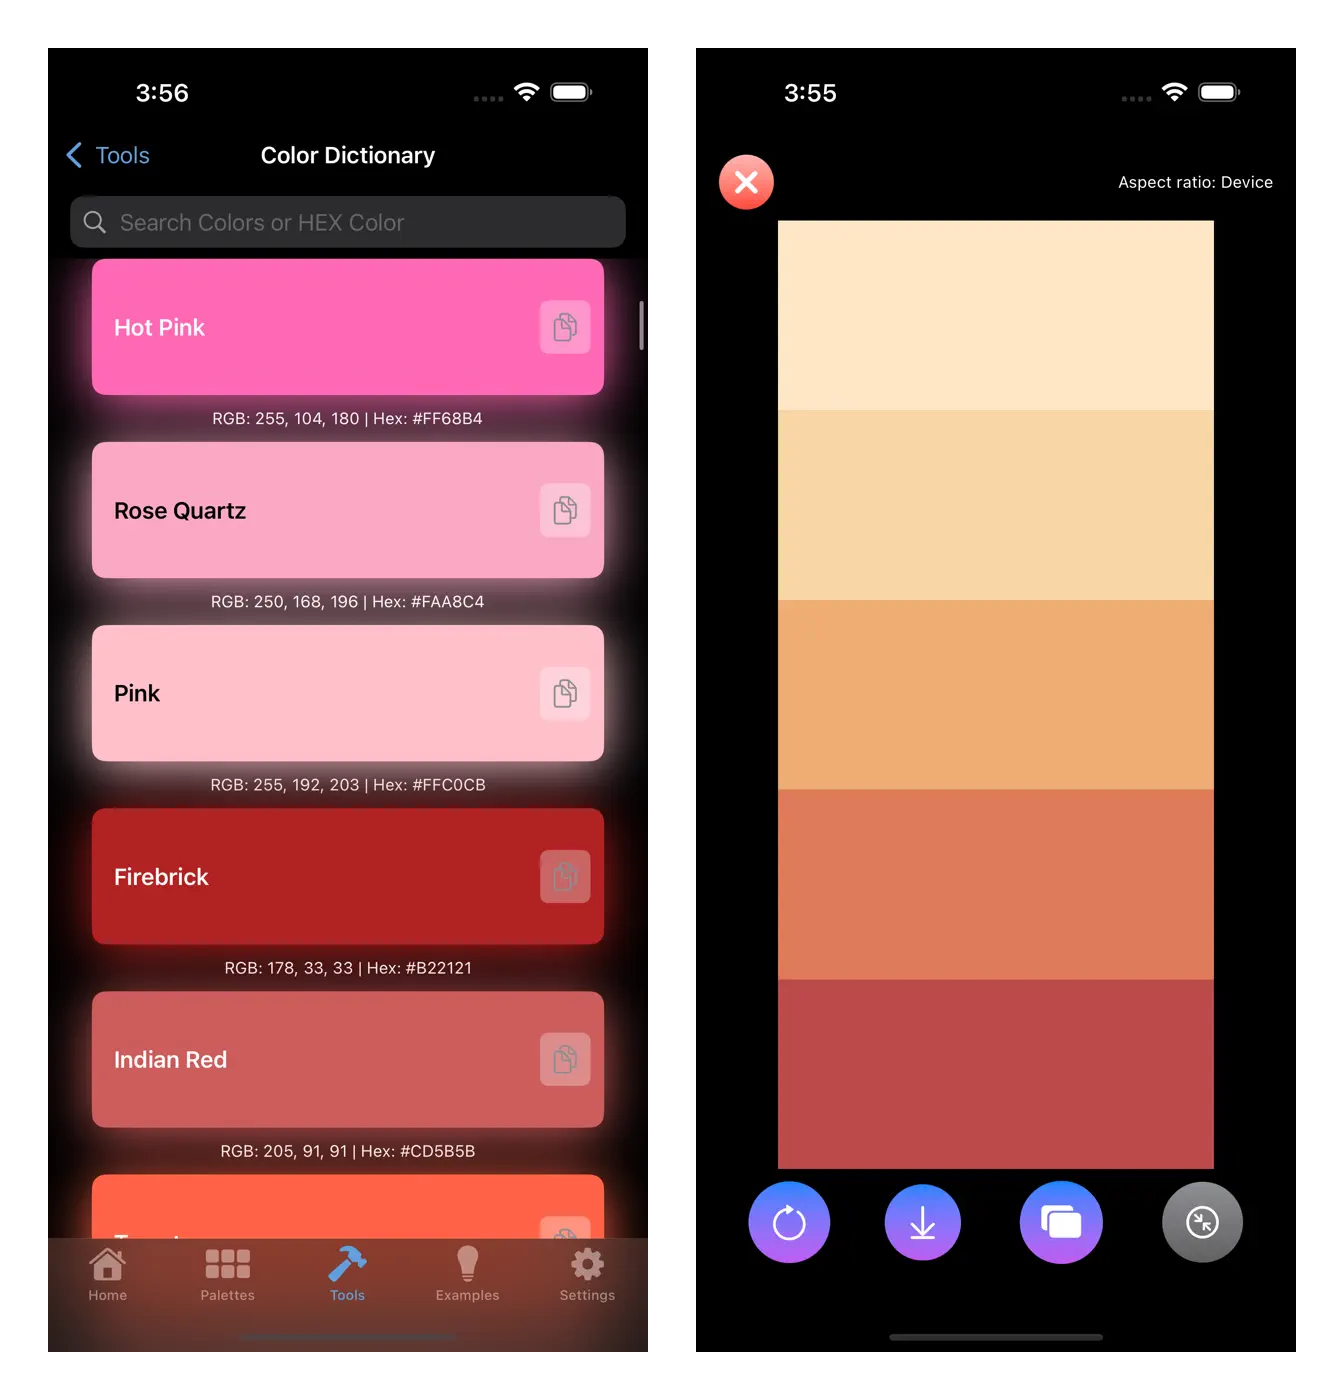 3:56
Tools
Color Dictionary
Search Colors or HEX Color
Hot Pink
RGB: 255, 104, 180 | Hex: #FF68B4
Rose Quartz
RGB: 250, 168, 196 | Hex: #FAA8C4
Pink
RGB: 255, 192, 203 | Hex: #FFC0CB
Firebrick
RGB: 178, 33, 33 | Hex: #B22121
Indian Red
RGB: 205, 91, 91 | Hex: #CD5B5B
Home
Palettes
Tools
Examples
Settings
3:55
Aspect ratio: Device